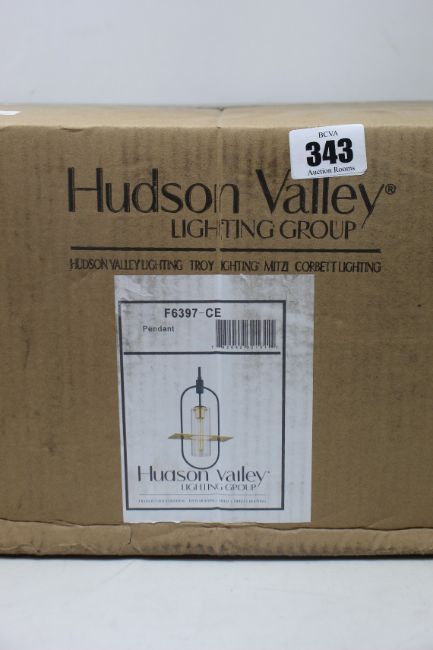 BCVA
343
Auction Rooms
Hudson Valley®
LIGHTING GROUP
HUDSON VALLEY LIGHTING TROY LIGHTING MITZI CORBETT LIGHTING
F6397-CE
Pendant
Hudson Valley®
LIGHTING GROUP